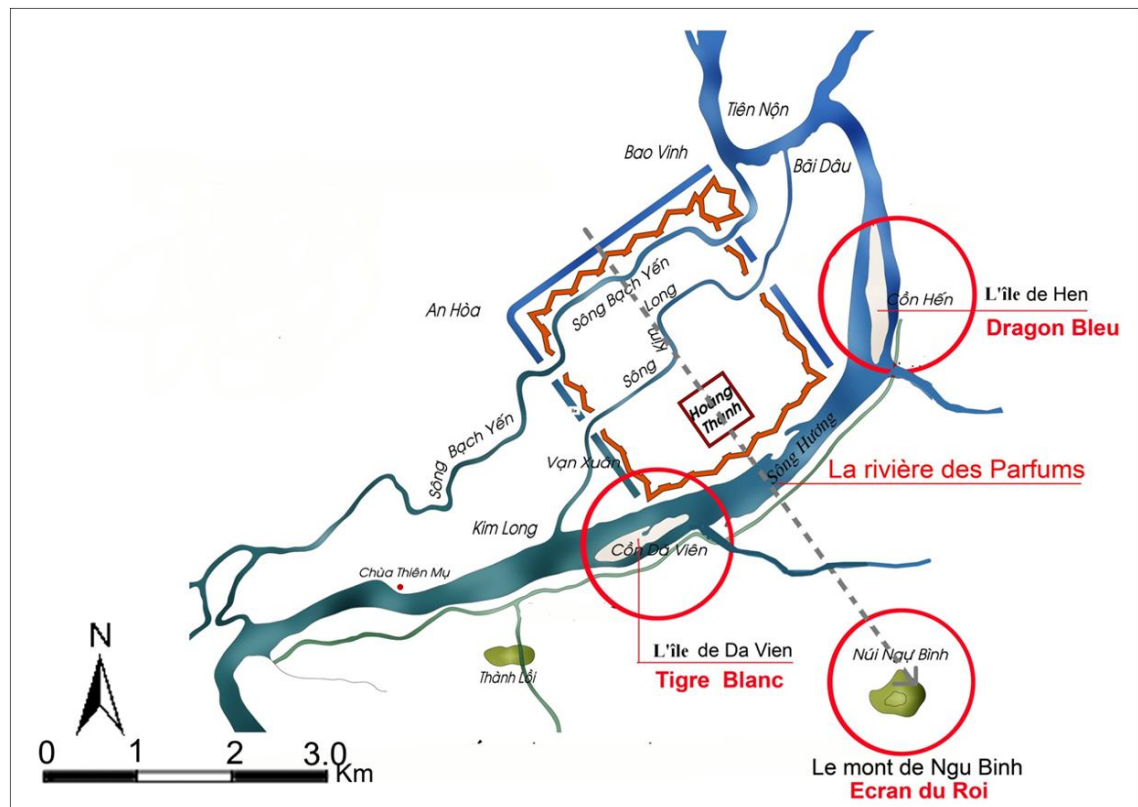 Tiên Nộn
Bao Vinh
Bãi Dâu
Sông Bạch Yến
Long
An Hòa
Cồn Hến
L'île de Hen
Dragon Bleu
Kim
Sông
Hoàng
Thành
Sông Hương
Sông Bạch Yến
Vạn Xuân
La rivière des Parfums
Kim Long
Cồn Dã Viên
Chùa Thiên Mụ
L'île de Da Vien
Tigre Blanc
Thành Lồi
Núi Ngự Bình
N
0 1 2 3.0
Km
Le mont de Ngu Binh
Ecran du Roi